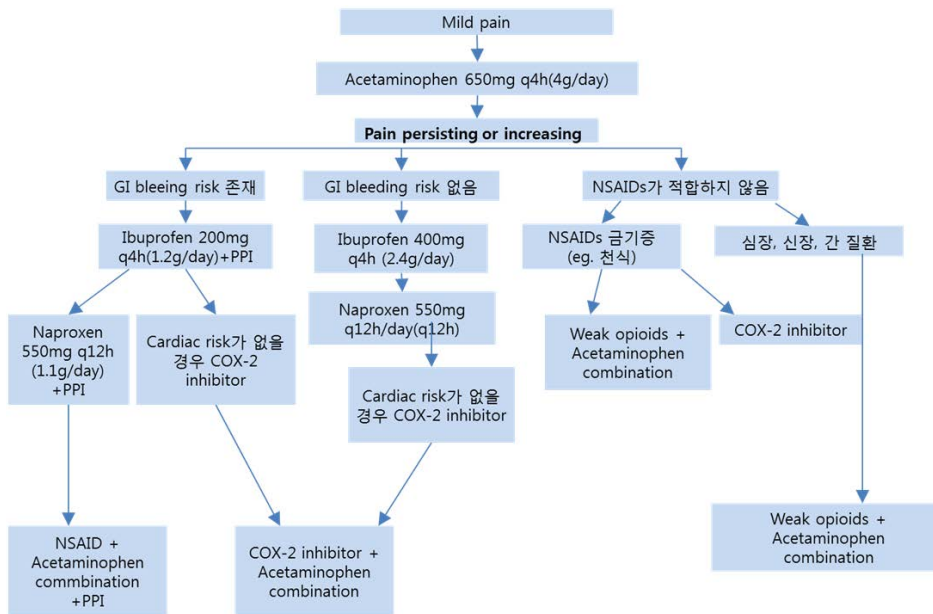 Mild pain
Acetaminophen 650mg q4h(4g/day)
Pain persisting or increasing
GI bleeing risk 존재
GI bleeding risk 없음
NSAIDs가 적합하지 않음
Ibuprofen 200mg
q4h(1.2g/day)+PPI
Ibuprofen 400mg
q4h (2.4g/day)
NSAIDs 금기증
(eg. 천식)
심장, 신장, 간 질환
Naproxen
550mg q12h
(1.1g/day)
+PPI
Cardiac risk가 없을
경우 COX-2
inhibitor
Naproxen 550mg
q12h/day(q12h)
Weak opioids +
Acetaminophen
combination
COX-2 inhibitor
Cardiac risk가 없을
경우 COX-2 inhibitor
NSAID +
Acetaminophen
commbination
+PPI
COX-2 inhibitor +
Acetaminophen
combination
Weak opioids +
Acetaminophen
combination